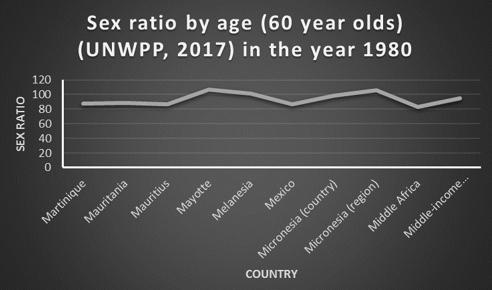 Sex ratio by age (60 year olds)
(UNWPP, 2017) in the year 1980
120
100
80
60
40
20
0
SEX RATIO
Martinique
Mauritania
Mauritius
Mayotte
Melanesia
Mexico
Micronesia (country)
Micronesia (region)
Middle Africa
Middle-income…
COUNTRY